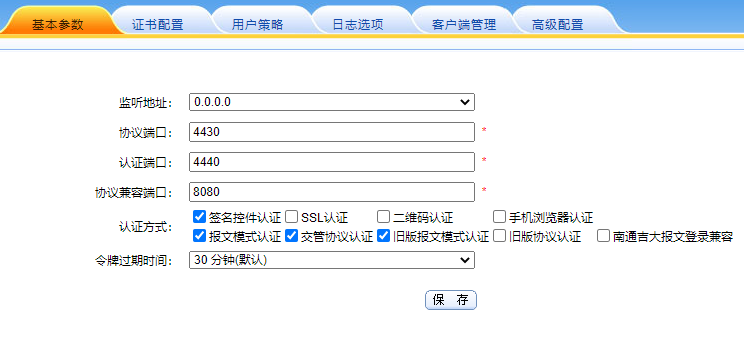 基本参数 证书配置 用户策略 日志选项 客户端管理 高级配置
监听地址： 0.0.0.0
协议端口： 4430 *
认证端口： 4440 *
协议兼容端口： 8080 *
认证方式：
签名控件认证 SSL认证 二维码认证 手机浏览器认证
报文模式认证 交管协议认证 旧版报文模式认证 旧版协议认证 南通吉大报文登录兼容
令牌过期时间： 30 分钟(默认)
保 存